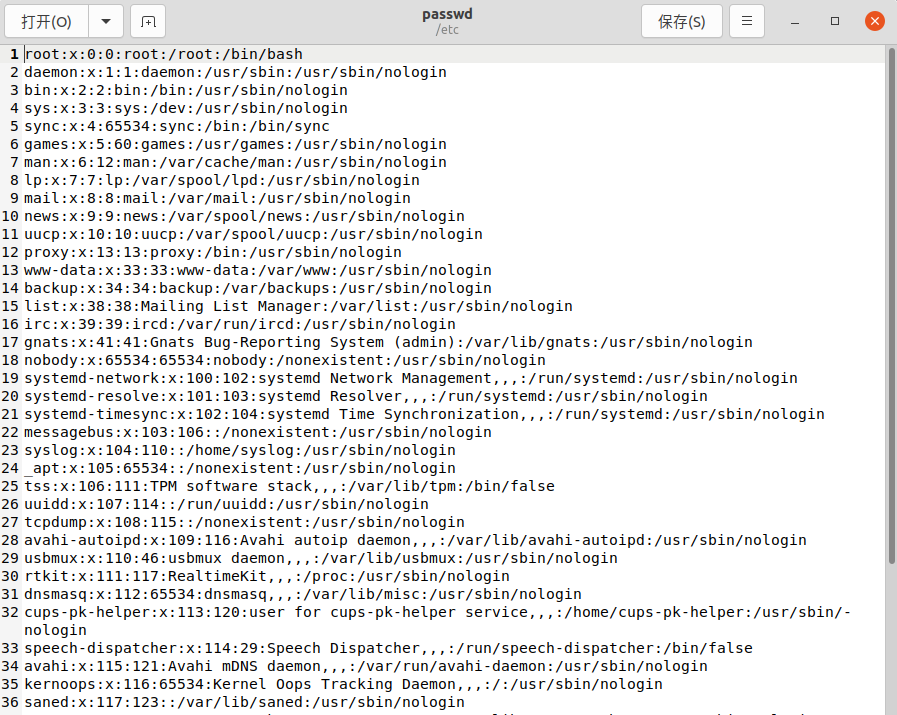 打开(O)
passwd
/etc
保存(S)
1 root:x:0:0:root:/root:/bin/bash
2 daemon:x:1:1:daemon:/usr/sbin:/usr/sbin/nologin
3 bin:x:2:2:bin:/bin:/usr/sbin/nologin
4 sys:x:3:3:sys:/dev:/usr/sbin/nologin
5 sync:x:4:65534:sync:/bin:/bin/sync
6 games:x:5:60:games:/usr/games:/usr/sbin/nologin
7 man:x:6:12:man:/var/cache/man:/usr/sbin/nologin
8 lp:x:7:7:lp:/var/spool/lpd:/usr/sbin/nologin
9 mail:x:8:8:mail:/var/mail:/usr/sbin/nologin
10 news:x:9:9:news:/var/spool/news:/usr/sbin/nologin
11 uucp:x:10:10:uucp:/var/spool/uucp:/usr/sbin/nologin
12 proxy:x:13:13:proxy:/bin:/usr/sbin/nologin
13 www-data:x:33:33:www-data:/var/www:/usr/sbin/nologin
14 backup:x:34:34:backup:/var/backups:/usr/sbin/nologin
15 list:x:38:38:Mailing List Manager:/var/list:/usr/sbin/nologin
16 irc:x:39:39:ircd:/var/run/ircd:/usr/sbin/nologin
17 gnats:x:41:41:Gnats Bug-Reporting System (admin):/var/lib/gnats:/usr/sbin/nologin
18 nobody:x:65534:65534:nobody:/nonexistent:/usr/sbin/nologin
19 systemd-network:x:100:102:systemd Network Management,,,:/run/systemd:/usr/sbin/nologin
20 systemd-resolve:x:101:103:systemd Resolver,,,:/run/systemd:/usr/sbin/nologin
21 systemd-timesync:x:102:104:systemd Time Synchronization,,,:/run/systemd:/usr/sbin/nologin
22 messagebus:x:103:106::/nonexistent:/usr/sbin/nologin
23 syslog:x:104:110::/home/syslog:/usr/sbin/nologin
24 _apt:x:105:65534::/nonexistent:/usr/sbin/nologin
25 tss:x:106:111:TPM software stack,,,:/var/lib/tpm:/bin/false
26 uuidd:x:107:114::/run/uuidd:/usr/sbin/nologin
27 tcpdump:x:108:115::/nonexistent:/usr/sbin/nologin
28 avahi-autoipd:x:109:116:Avahi autoip daemon,,,:/var/lib/avahi-autoipd:/usr/sbin/nologin
29 usbmux:x:110:46:usbmux daemon,,,:/var/lib/usbmux:/usr/sbin/nologin
30 rtkit:x:111:117:RealtimeKit,,,:/proc:/usr/sbin/nologin
31 dnsmasq:x:112:65534:dnsmasq,,,:/var/lib/misc:/usr/sbin/nologin
32 cups-pk-helper:x:113:120:user for cups-pk-helper service,,,:/home/cups-pk-helper:/usr/sbin/-
nologin
33 speech-dispatcher:x:114:29:Speech Dispatcher,,,:/run/speech-dispatcher:/bin/false
34 avahi:x:115:121:Avahi mDNS daemon,,,:/var/run/avahi-daemon:/usr/sbin/nologin
35 kernoops:x:116:65534:Kernel Oops Tracking Daemon,,,:/:/usr/sbin/nologin
36 saned:x:117:123::/var/lib/saned:/usr/sbin/nologin